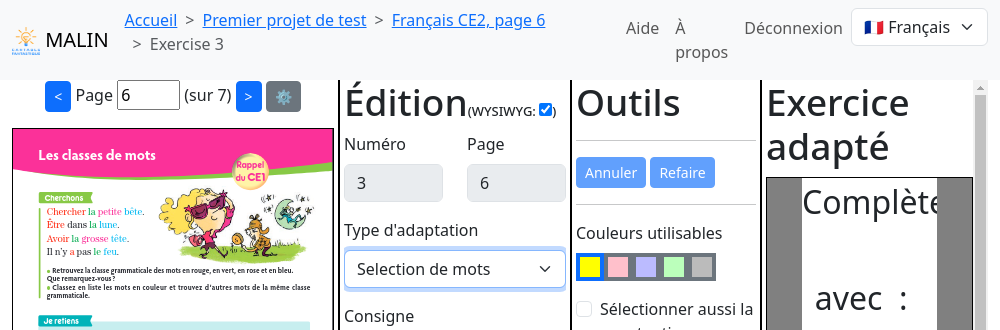 MALIN
Accueil > Premier projet de test > Français CE2, page 6
> Exercise 3
Aide
À propos
Déconnexion
Français
< Page 6 (sur 7) >
Les classes de mots
Rappel
du CE1
Cherchons
Chercher la petite bête.
Être dans la lune.
Avoir la grosse tête.
Il n'y a pas le feu.
• Retrouvez la classe grammaticale des mots en rouge, en vert, en rose et en bleu.
Que remarquez-vous ?
• Classez en liste les mots en couleur et trouvez d'autres mots de la même classe
grammaticale.
Je retiens
Édition(WYSIWYG: )
Numéro Page
3 6
Type d'adaptation
Selection de mots
Consigne
Outils
Annuler Refaire
Couleurs utilisables
Sélectionner aussi la
Exercice
adapté
Complète
avec :